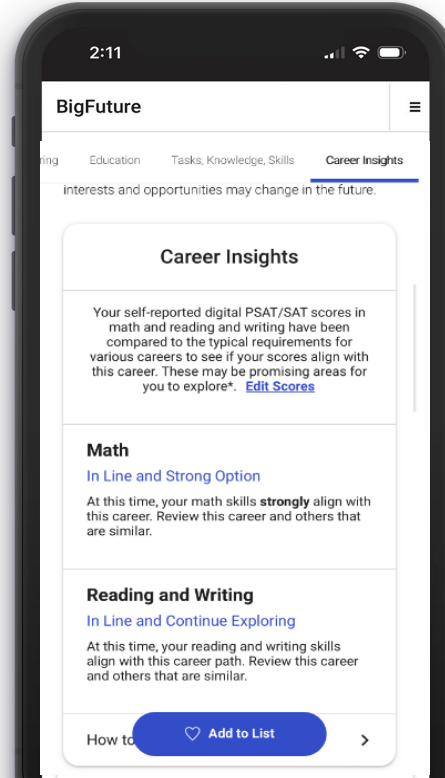 2:11
BigFuture
ring Education Tasks, Knowledge, Skills Career Insights
interests and opportunities may change in the future.
Career Insights
Your self-reported digital PSAT/SAT scores in
math and reading and writing have been
compared to the typical requirements for
various careers to see if your scores align with
this career. These may be promising areas for
you to explore*. Edit Scores
Math
In Line and Strong Option
At this time, your math skills strongly align with
this career. Review this career and others that
are similar.
Reading and Writing
In Line and Continue Exploring
At this time, your reading and writing skills
align with this career path. Review this career
and others that are similar.
How to
Add to List